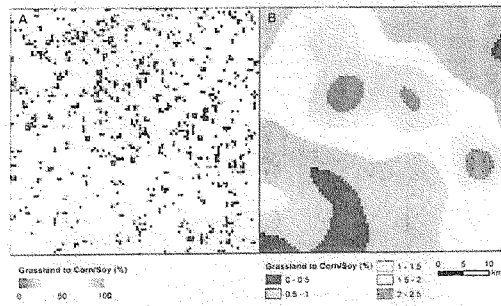 A
B
Grassland to Corn/Soy (%)
0 50 100
Grassland to Corn/Soy (%)
0 - 0.5
0.5 - 1
1 - 1.5
1.5 - 2
2 - 2.5
0 5 10
km